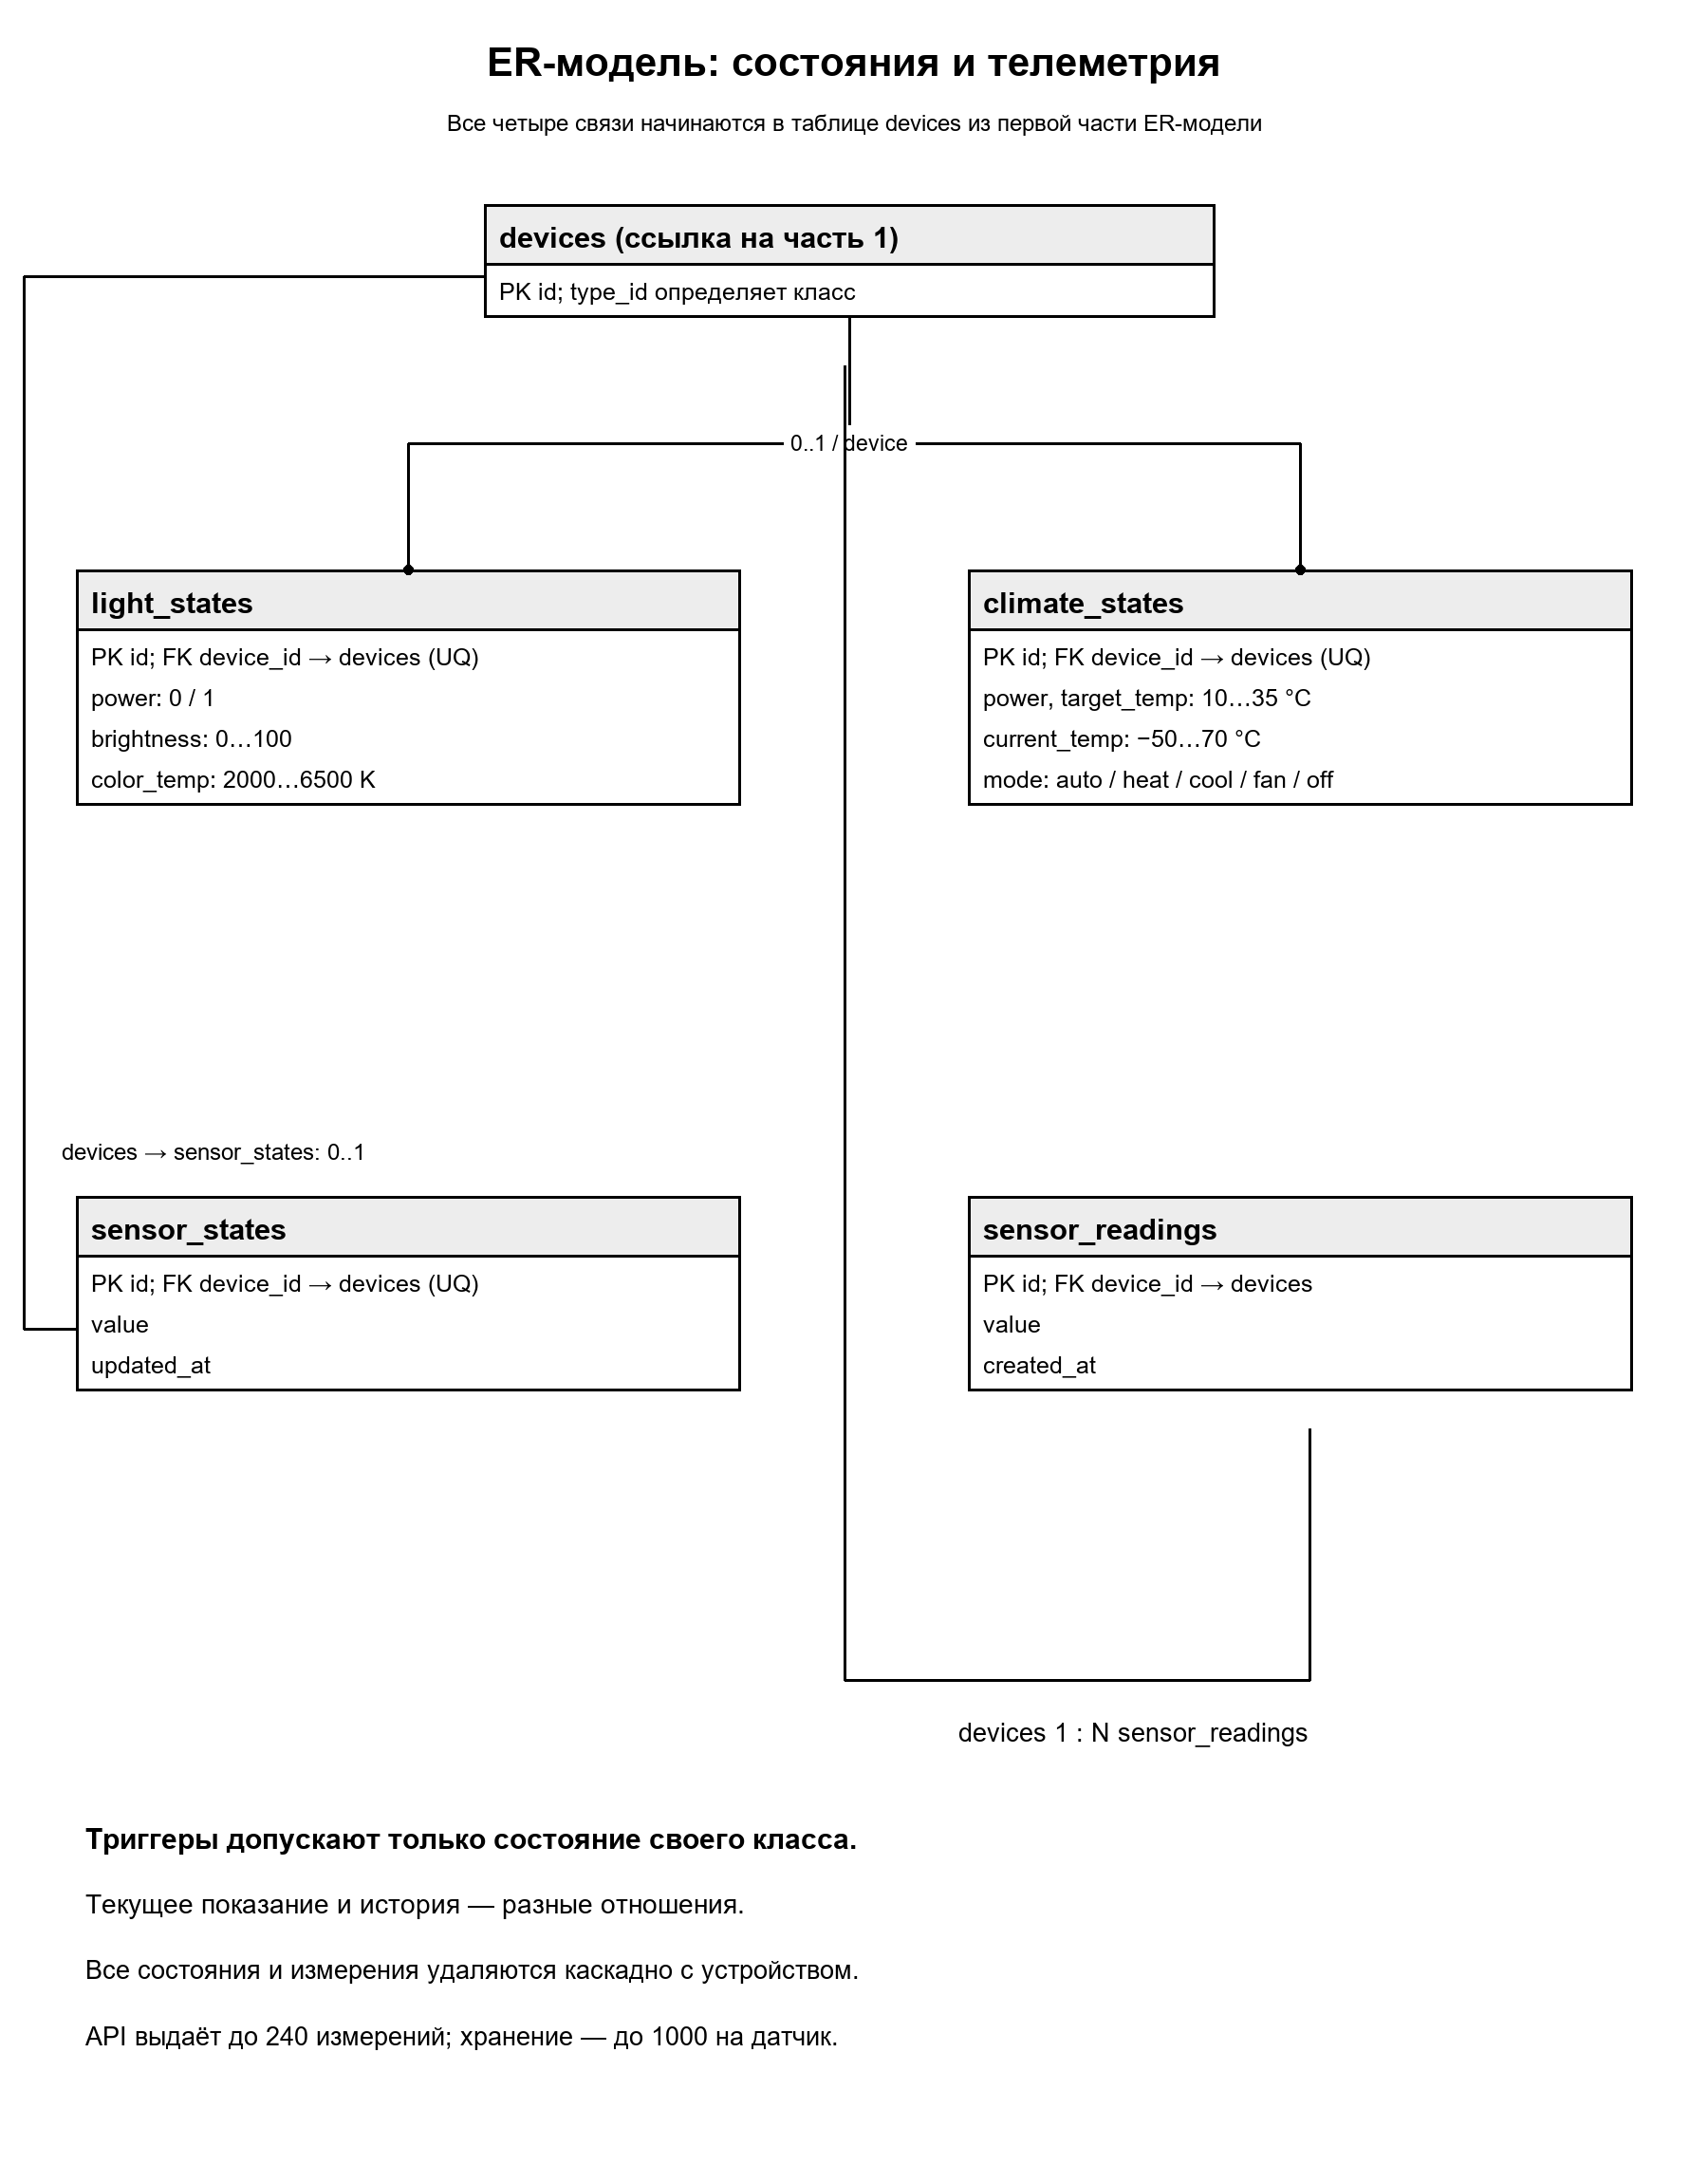 ER-модель: состояния и телеметрия
Все четыре связи начинаются в таблице devices из первой части ER-модели
devices (ссылка на часть 1)
PK id; type_id определяет класс
0..1 / device
light_states
PK id; FK device_id → devices (UQ)
power: 0 / 1
brightness: 0…100
color_temp: 2000…6500 K
climate_states
PK id; FK device_id → devices (UQ)
power, target_temp: 10…35 °C
current_temp: −50…70 °C
mode: auto / heat / cool / fan / off
devices → sensor_states: 0..1
sensor_states
PK id; FK device_id → devices (UQ)
value
updated_at
sensor_readings
PK id; FK device_id → devices
value
created_at
devices 1 : N sensor_readings
Триггеры допускают только состояние своего класса.
Текущее показание и история — разные отношения.
Все состояния и измерения удаляются каскадно с устройством.
API выдаёт до 240 измерений; хранение — до 1000 на датчик.